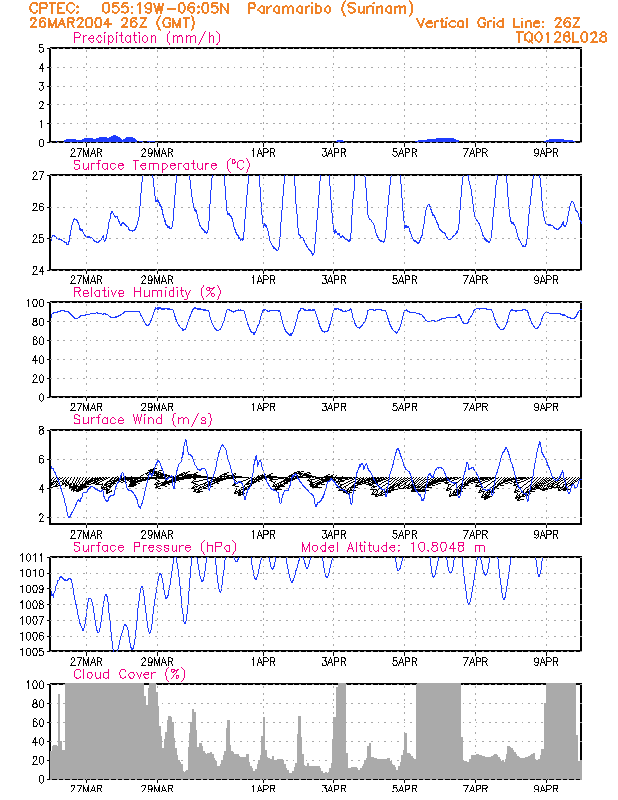 CPTEC: 055:19W-06:05N Paramaribo (Surinam)
26MAR2004 26Z (GMT) Vertical Grid Line: 26Z
Precipitation (mm/h) TQ0126L028
5
4
3
2
1
0
27MAR 29MAR 1APR 3APR 5APR 7APR 9APR
Surface Temperature (ºC)
27
26
25
24
27MAR 29MAR 1APR 3APR 5APR 7APR 9APR
Relative Humidity (%)
100
80
60
40
20
0
27MAR 29MAR 1APR 3APR 5APR 7APR 9APR
Surface Wind (m/s)
8
6
4
2
27MAR 29MAR 1APR 3APR 5APR 7APR 9APR
Surface Pressure (hPa) Model Altitude: 10.8048 m
1011
1010
1009
1008
1007
1006
1005
27MAR 29MAR 1APR 3APR 5APR 7APR 9APR
Cloud Cover (%)
100
80
60
40
20
0
27MAR 29MAR 1APR 3APR 5APR 7APR 9APR